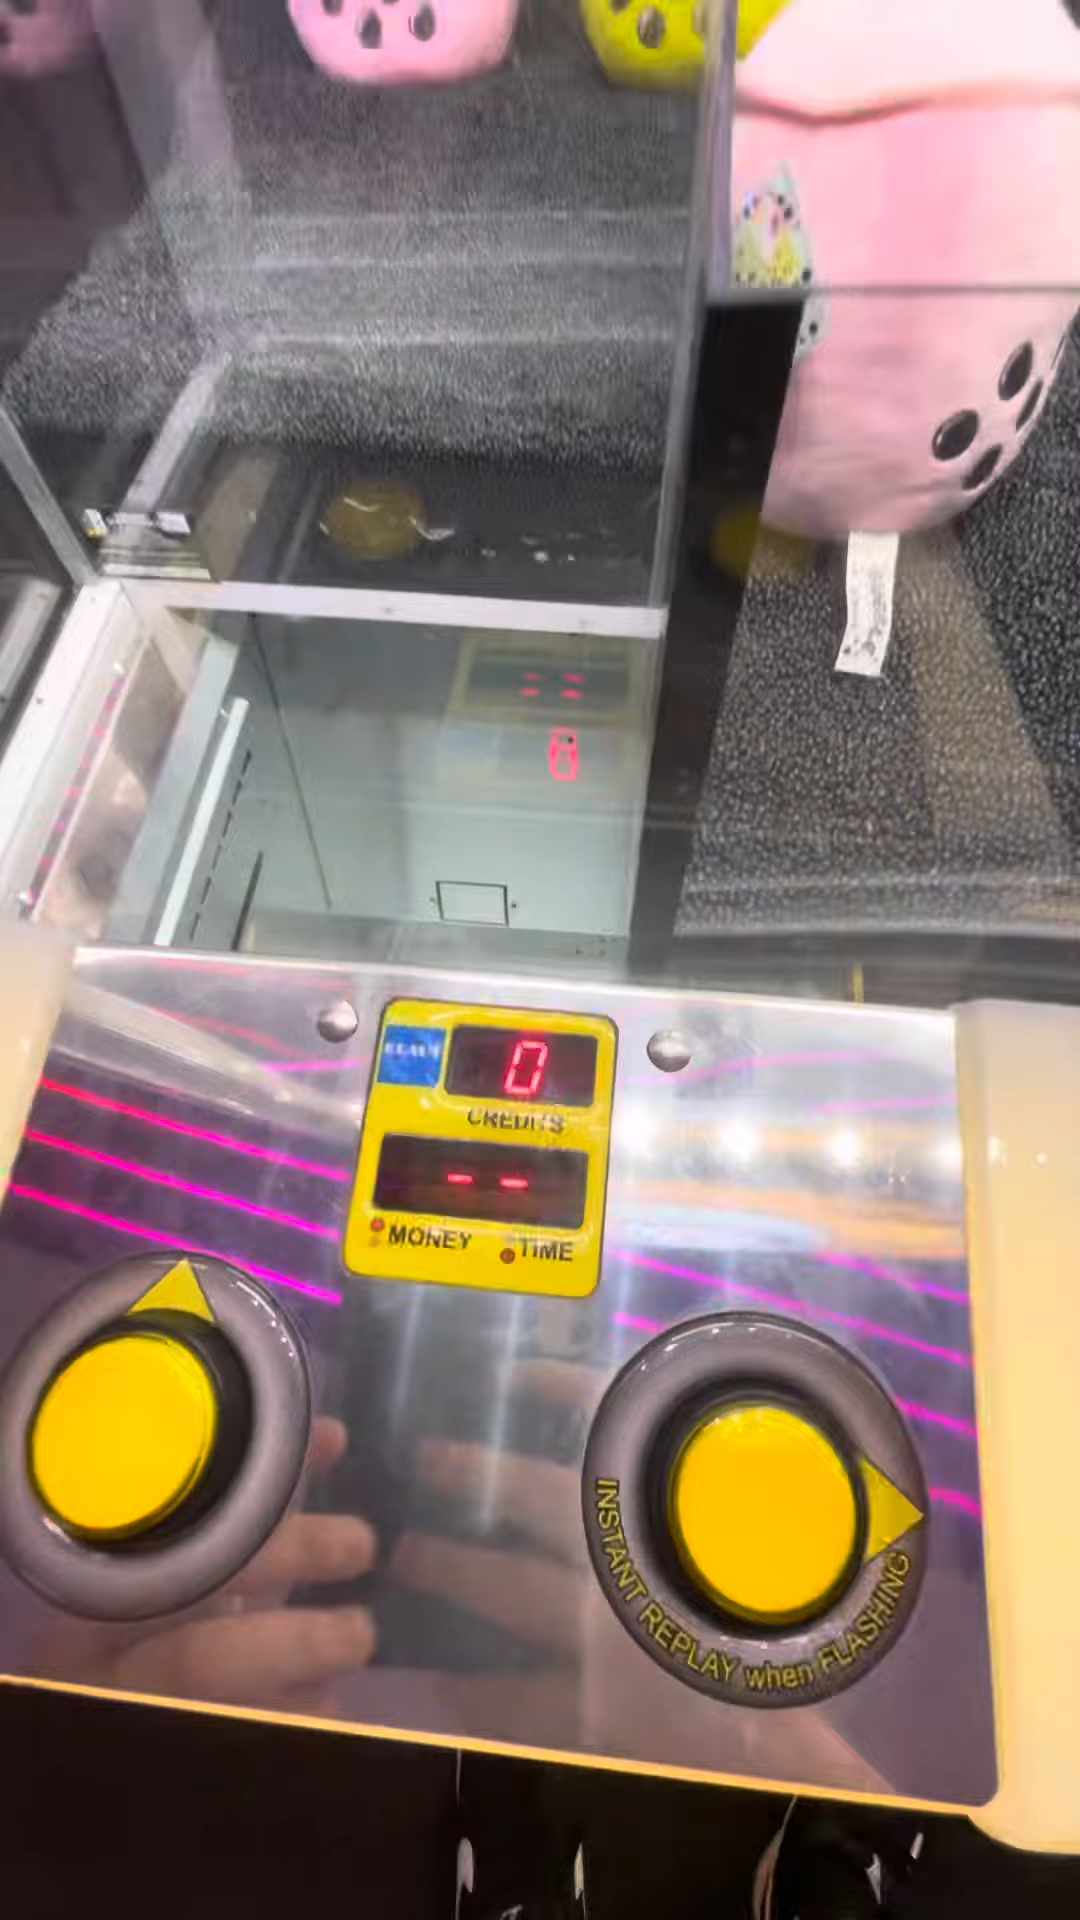 0
CREDITS
- -
MONEY
TIME
INSTANT REPLAY when FLASHING